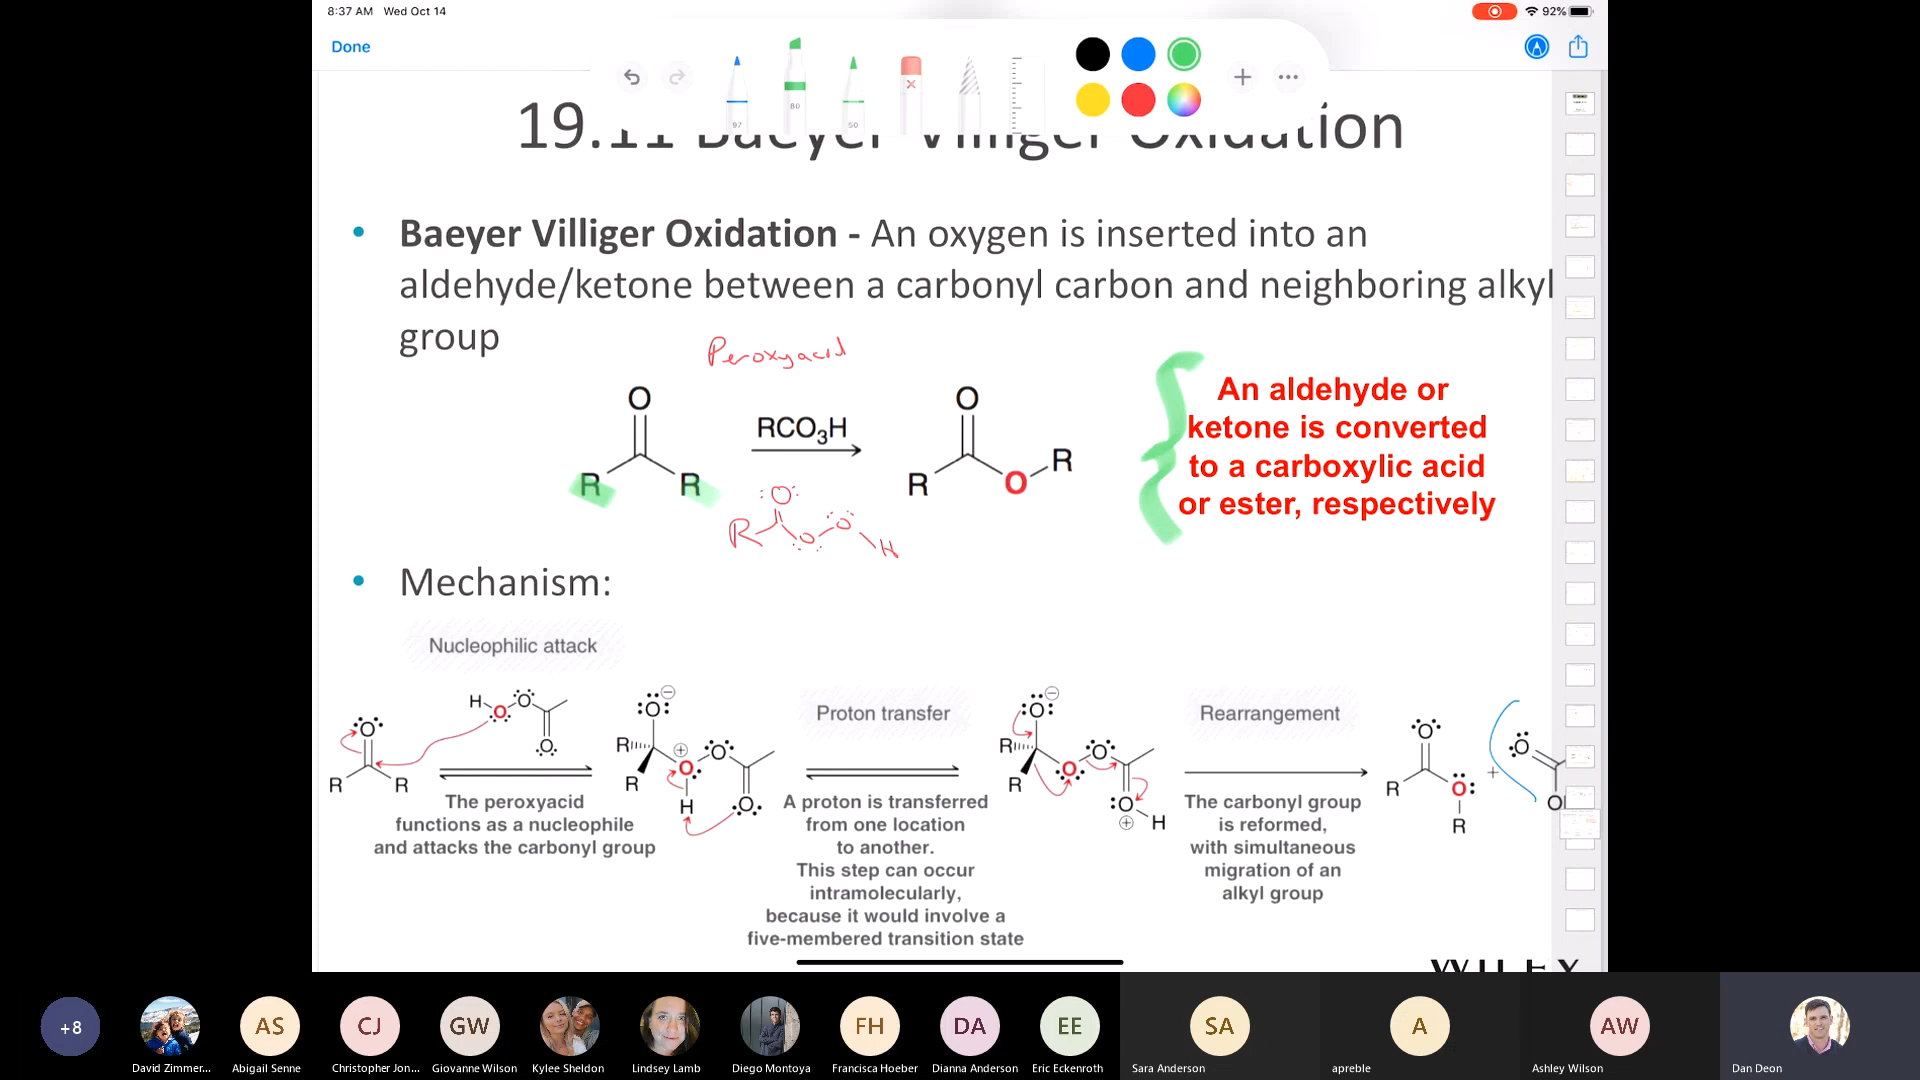 8:37 AM Wed Oct 14
92%
Done
97
80
50
19.11 Baeyer Villiger Oxidation
• Baeyer Villiger Oxidation - An oxygen is inserted into an
aldehyde/ketone between a carbonyl carbon and neighboring alkyl
group
Peroxyacid
O
R
R
RCO3H
O
R
O
R
O
R
O
O
H
An aldehyde or
ketone is converted
to a carboxylic acid
or ester, respectively
• Mechanism:
Nucleophilic attack
O
R
R
H
O
O
O
The peroxyacid
functions as a nucleophile
and attacks the carbonyl group
O
R
R
O
H
O
O
Proton transfer
A proton is transferred
from one location
to another.
This step can occur
intramolecularly,
because it would involve a
five-membered transition state
O
R
R
O
O
O
H
Rearrangement
The carbonyl group
is reformed,
with simultaneous
migration of an
alkyl group
O
R
O
R
+
O
WILEY
+8
AS
CJ
GW
FH
DA
EE
SA
A
AW
David Zimmer...
Abigail Senne
Christopher Jon...
Giovanne Wilson
Kylee Sheldon
Lindsey Lamb
Diego Montoya
Francisca Hoeber
Dianna Anderson
Eric Eckenroth
Sara Anderson
apreble
Ashley Wilson
Dan Deon